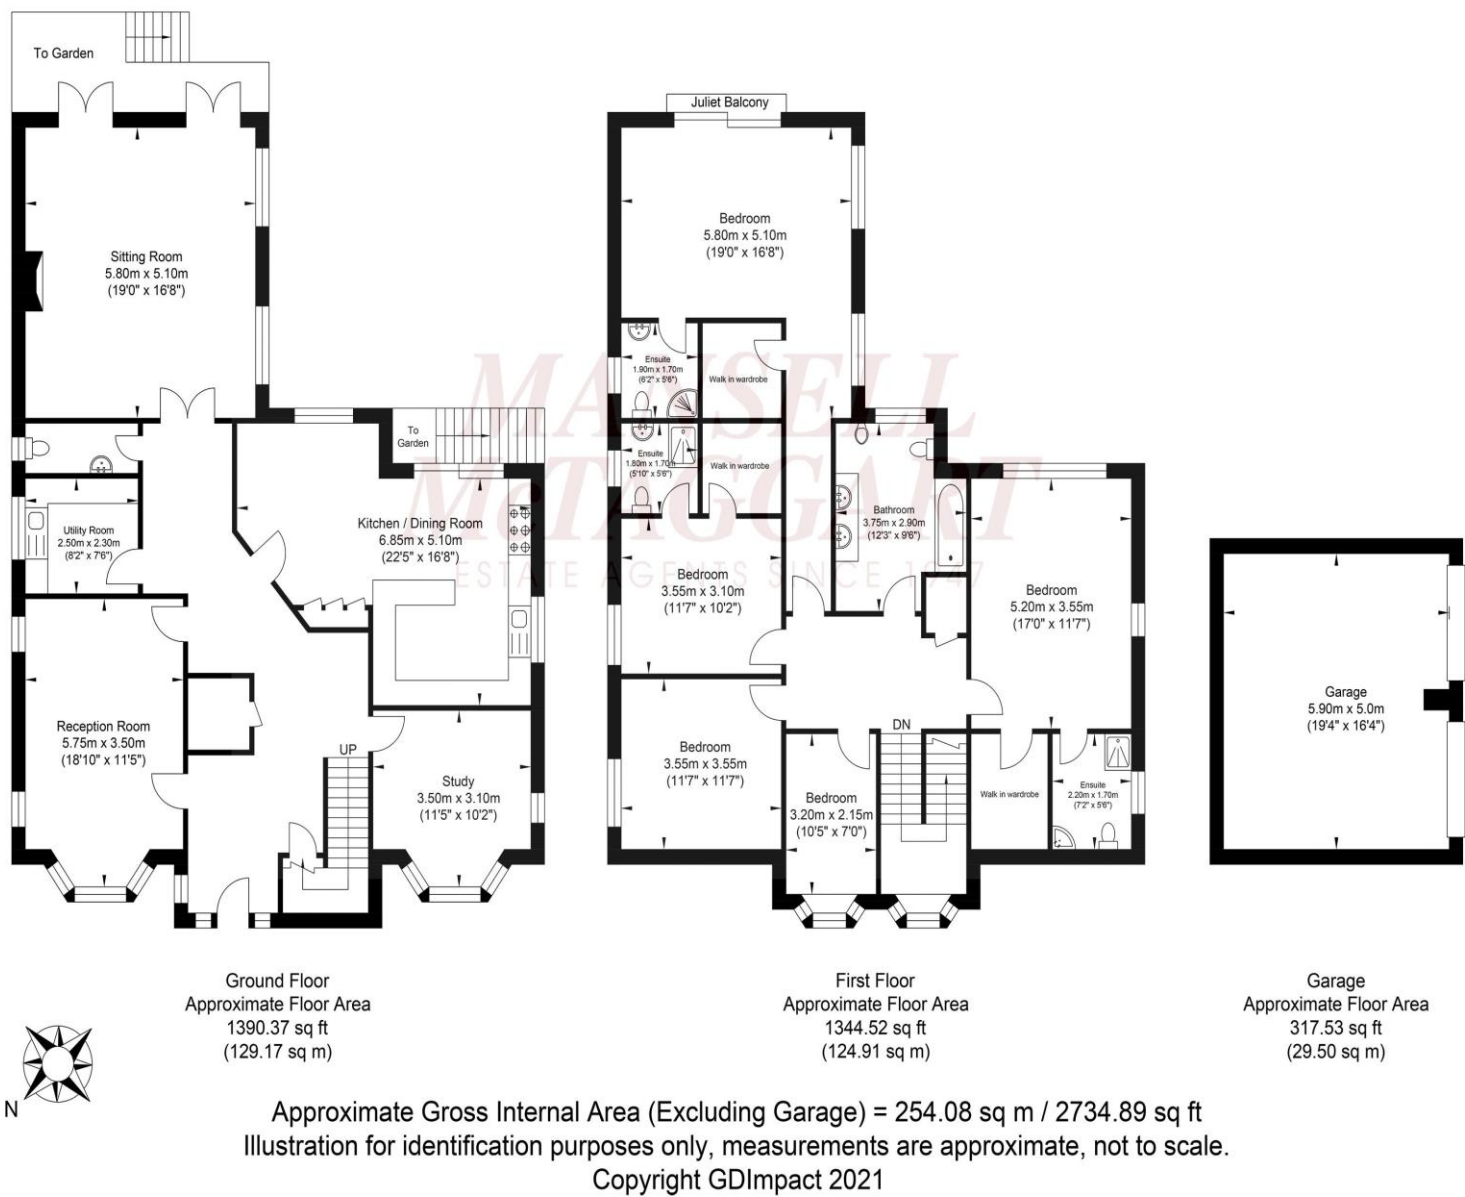 To Garden
Sitting Room
5.80m x 5.10m
(19'0" x 16'8")
To
Garden
Kitchen / Dining Room
6.85m x 5.10m
(22'5" x 16'8")
Utility Room
2.50m x 2.30m
(8'2" x 7'6")
Reception Room
5.75m x 3.50m
(18'10" x 11'5")
UP
Study
3.50m x 3.10m
(11'5" x 10'2")
Juliet Balcony
Bedroom
5.80m x 5.10m
(19'0" x 16'8")
Ensuite
1.90m x 1.70m
(6'2" x 5'6")
Walk in wardrobe
Ensuite
1.80m x 1.70m
(5'10" x 5'6")
Walk in wardrobe
Bathroom
3.75m x 2.90m
(12'3" x 9'6")
Bedroom
3.55m x 3.10m
(11'7" x 10'2")
Bedroom
5.20m x 3.55m
(17'0" x 11'7")
Bedroom
3.55m x 3.55m
(11'7" x 11'7")
DN
Bedroom
3.20m x 2.15m
(10'5" x 7'0")
Walk in wardrobe
Ensuite
2.20m x 1.70m
(7'2" x 5'6")
Garage
5.90m x 5.0m
(19'4" x 16'4")
MANSELL
McTAGGART
ESTATE AGENTS SINCE 1947
Ground Floor
Approximate Floor Area
1390.37 sq ft
(129.17 sq m)
First Floor
Approximate Floor Area
1344.52 sq ft
(124.91 sq m)
Garage
Approximate Floor Area
317.53 sq ft
(29.50 sq m)
N
Approximate Gross Internal Area (Excluding Garage) = 254.08 sq m / 2734.89 sq ft
Illustration for identification purposes only, measurements are approximate, not to scale.
Copyright GDImpact 2021